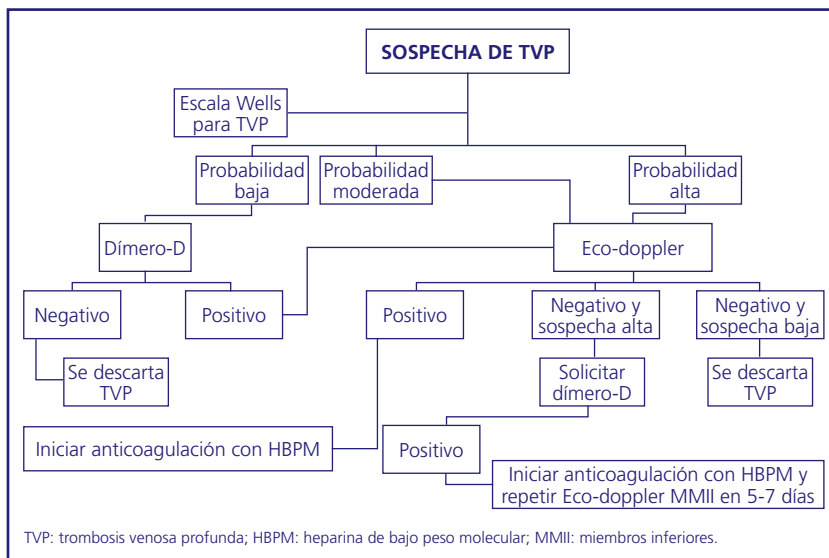 SOSPECHA DE TVP
Escala Wells
para TVP
Probabilidad
baja
Probabilidad
moderada
Probabilidad
alta
Dímero-D
Eco-doppler
Negativo
Positivo
Positivo
Negativo y
sospecha alta
Negativo y
sospecha baja
Se descarta
TVP
Solicitar
dímero-D
Se descarta
TVP
Iniciar anticoagulación con HBPM
Positivo
Iniciar anticoagulación con HBPM y
repetir Eco-doppler MMII en 5-7 días
TVP: trombosis venosa profunda; HBPM: heparina de bajo peso molecular; MMII: miembros inferiores.